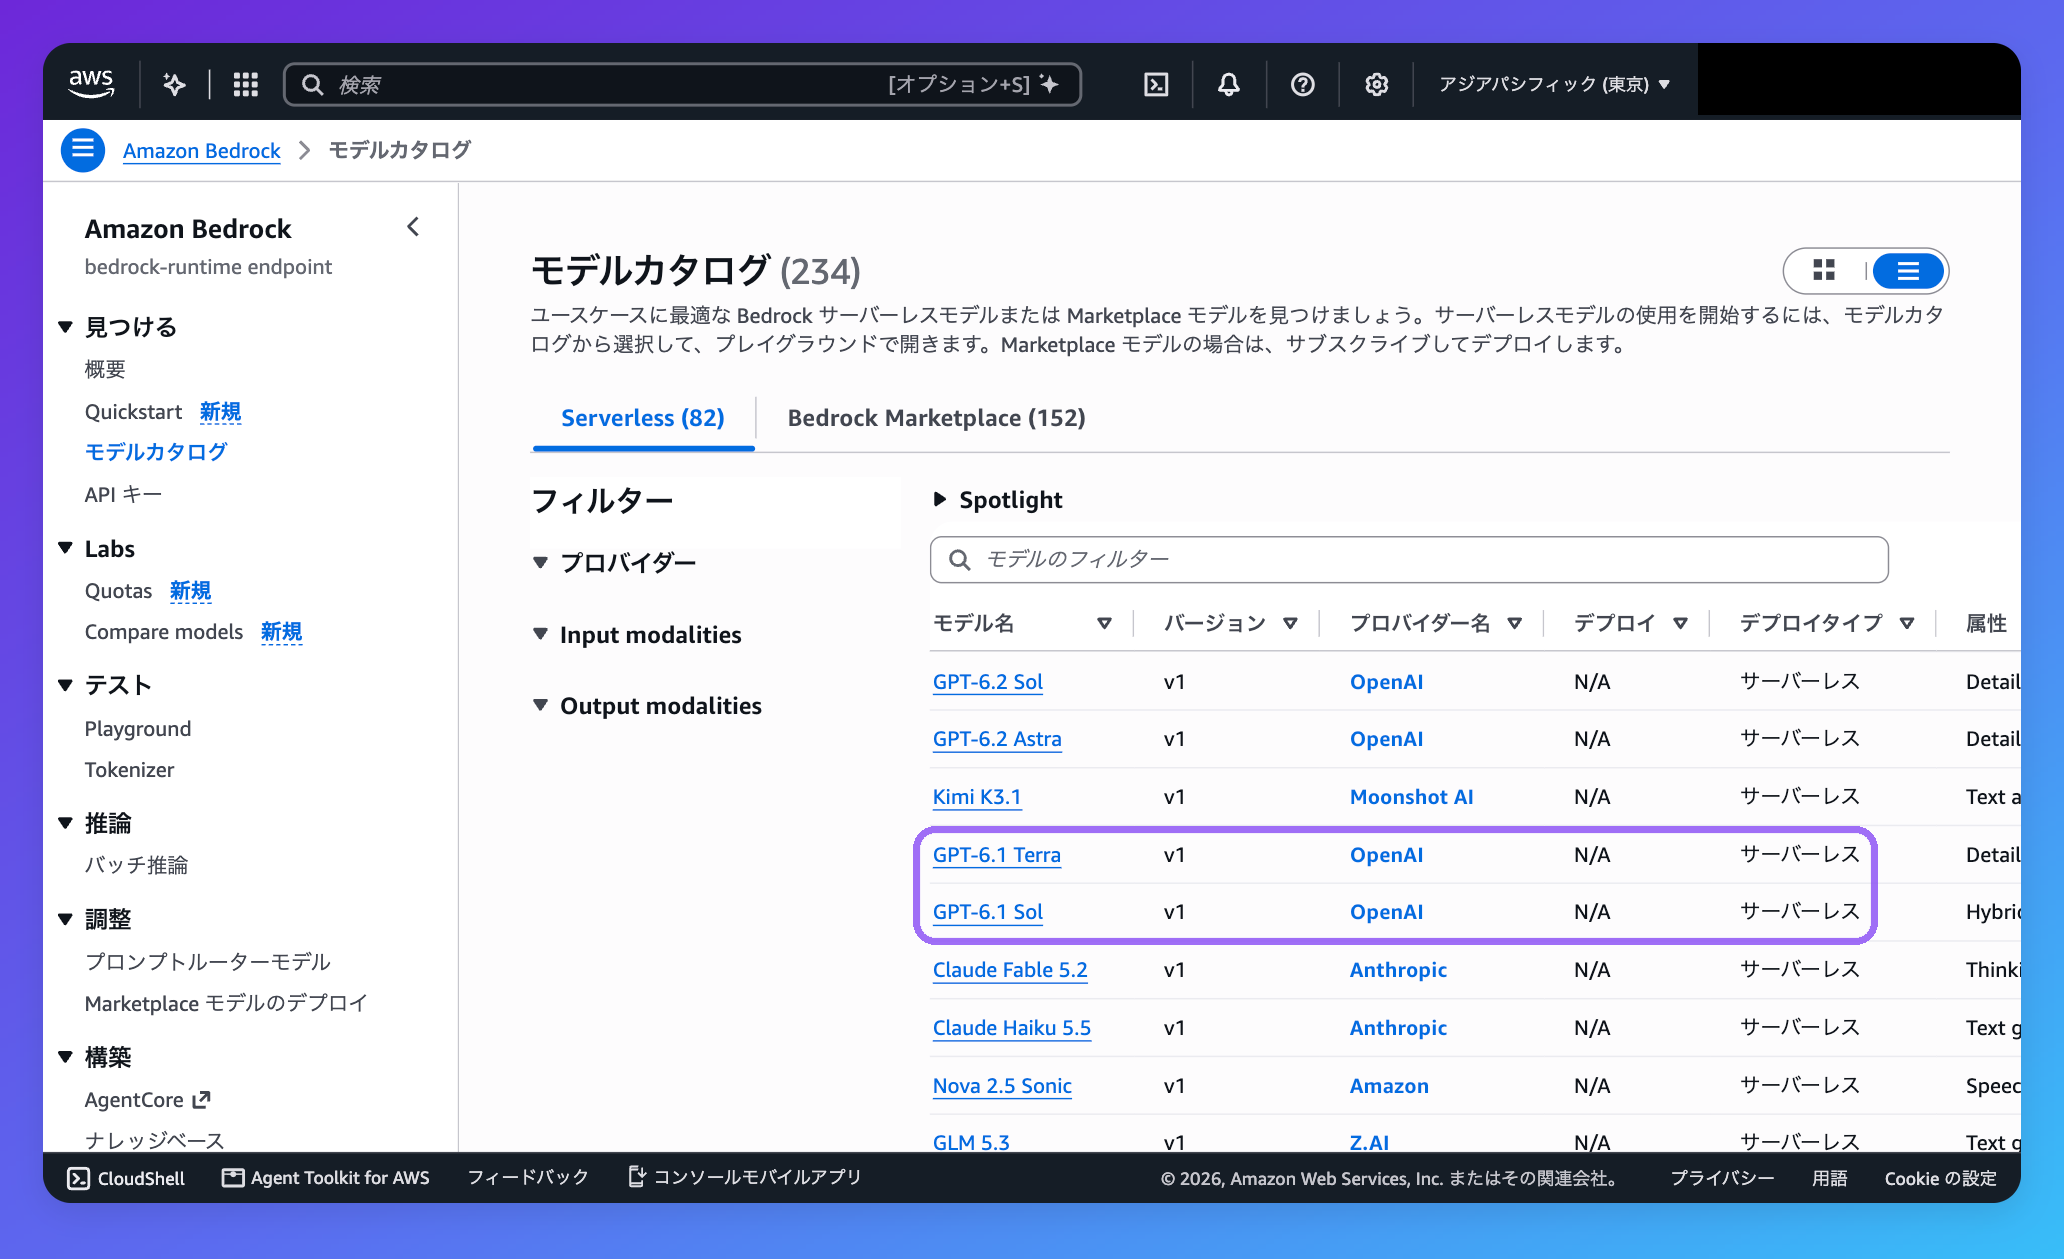 aws
検索 [オプション+S]
アジアパシフィック (東京)
Amazon Bedrock
モデルカタログ
Amazon Bedrock
bedrock-runtime endpoint
見つける
概要
Quickstart 新規
モデルカタログ
API キー
Labs
Quotas 新規
Compare models 新規
テスト
Playground
Tokenizer
推論
バッチ推論
調整
プロンプトルーターモデル
Marketplace モデルのデプロイ
構築
AgentCore
ナレッジベース
モデルカタログ (234)
ユースケースに最適な Bedrock サーバーレスモデルまたは Marketplace モデルを見つけましょう。サーバーレスモデルの使用を開始するには、モデルカタ
ログから選択して、プレイグラウンドで開きます。Marketplace モデルの場合は、サブスクライブしてデプロイします。
Serverless (82)
Bedrock Marketplace (152)
フィルター
プロバイダー
Input modalities
Output modalities
Spotlight
モデルのフィルター
モデル名 バージョン プロバイダー名 デプロイ デプロイタイプ 属性
GPT-6.2 Sol v1 OpenAI N/A サーバーレス Detail
GPT-6.2 Astra v1 OpenAI N/A サーバーレス Detail
Kimi K3.1 v1 Moonshot AI N/A サーバーレス Text a
GPT-6.1 Terra v1 OpenAI N/A サーバーレス Detail
GPT-6.1 Sol v1 OpenAI N/A サーバーレス Hybric
Claude Fable 5.2 v1 Anthropic N/A サーバーレス Thinki
Claude Haiku 5.5 v1 Anthropic N/A サーバーレス Text g
Nova 2.5 Sonic v1 Amazon N/A サーバーレス Speec
GLM 5.3 v1 Z.AI N/A サーバーレス Text g
CloudShell
Agent Toolkit for AWS
フィードバック
コンソールモバイルアプリ
© 2026, Amazon Web Services, Inc. またはその関連会社。
プライバシー
用語
Cookie の設定